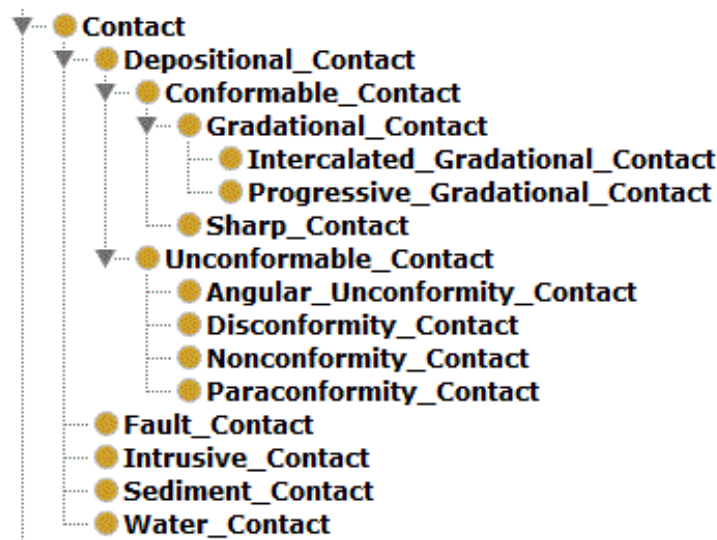 Contact
Depositional_Contact
Conformable_Contact
Gradational_Contact
Intercalated_Gradational_Contact
Progressive_Gradational_Contact
Sharp_Contact
Unconformable_Contact
Angular_Unconformity_Contact
Disconformity_Contact
Nonconformity_Contact
Paraconformity_Contact
Fault_Contact
Intrusive_Contact
Sediment_Contact
Water_Contact